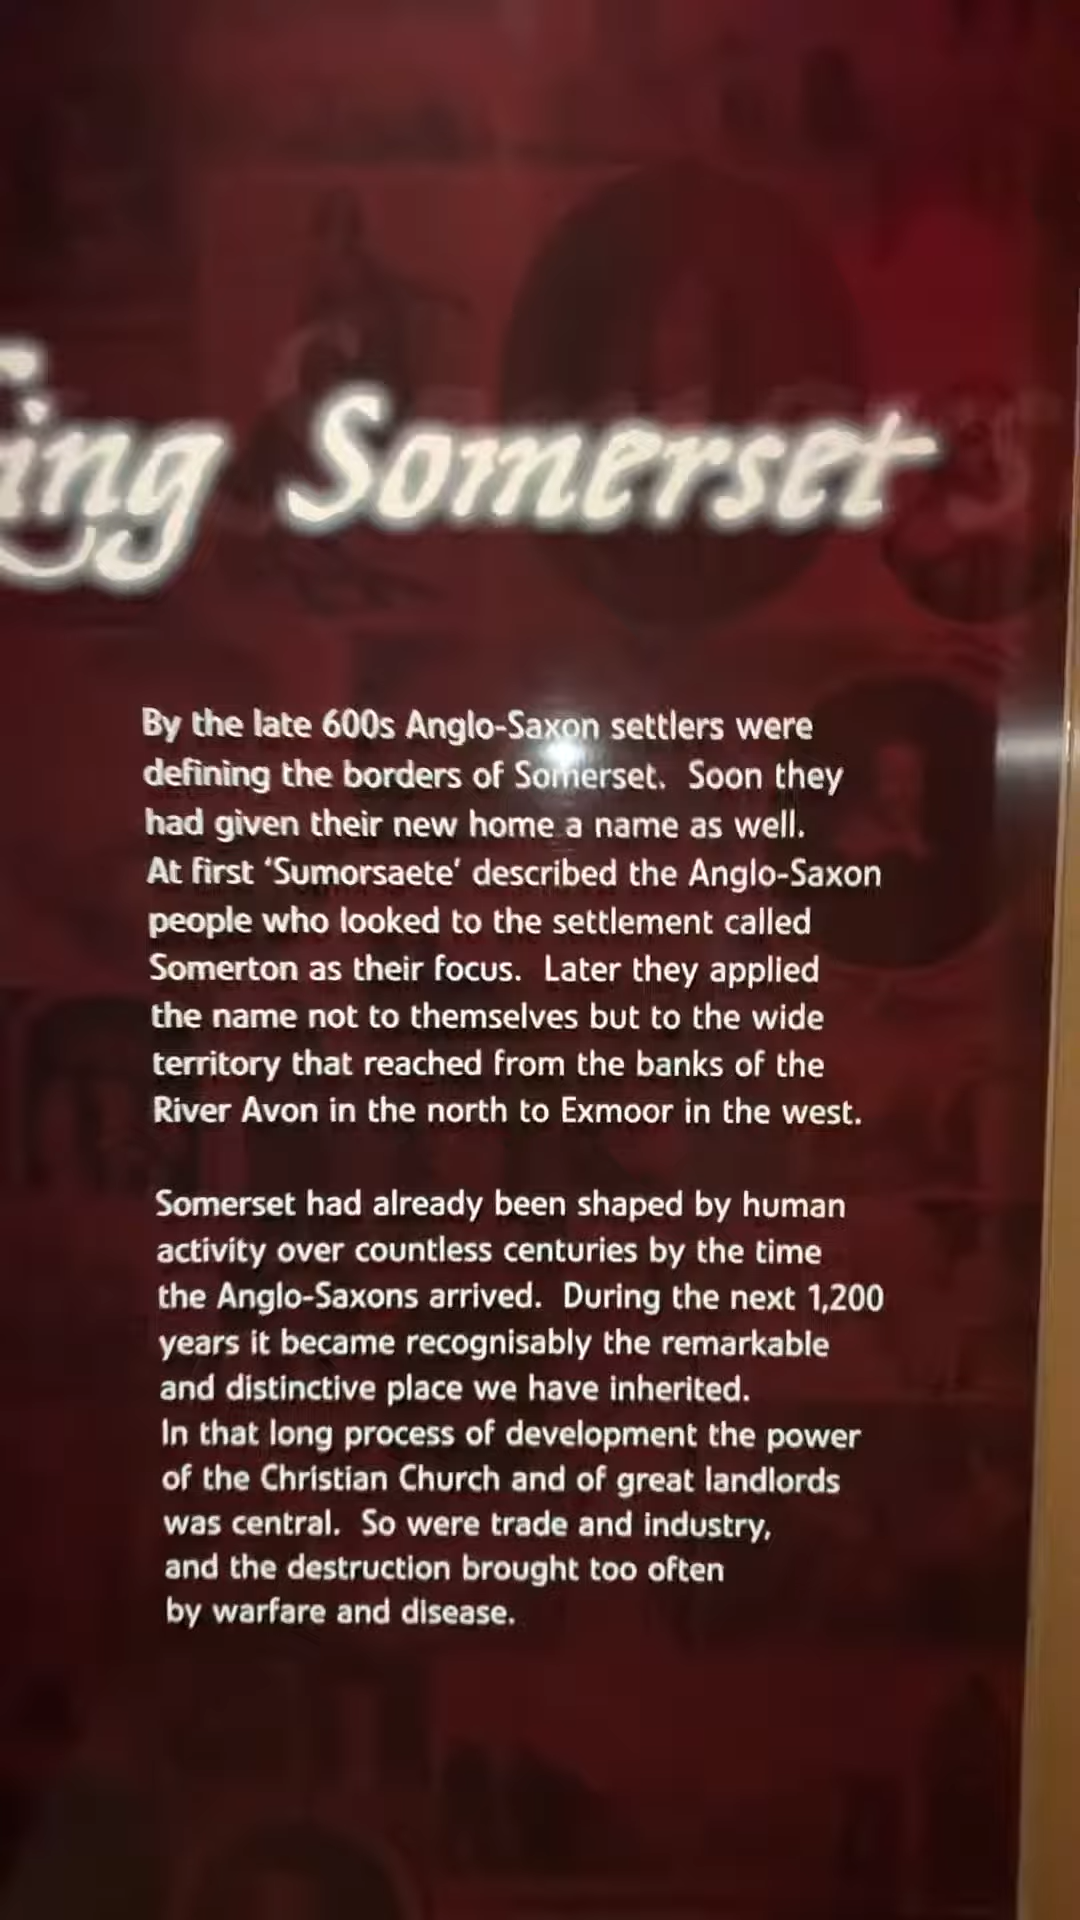 Somerset
By the late 600s Anglo-Saxon settlers were
defining the borders of Somerset. Soon they
had given their new home a name as well.
At first ‘Sumorsaete’ described the Anglo-Saxon
people who looked to the settlement called
Somerton as their focus. Later they applied
the name not to themselves but to the wide
territory that reached from the banks of the
River Avon in the north to Exmoor in the west.
Somerset had already been shaped by human
activity over countless centuries by the time
the Anglo-Saxons arrived. During the next 1,200
years it became recognisably the remarkable
and distinctive place we have inherited.
In that long process of development the power
of the Christian Church and of great landlords
was central. So were trade and industry,
and the destruction brought too often
by warfare and disease.